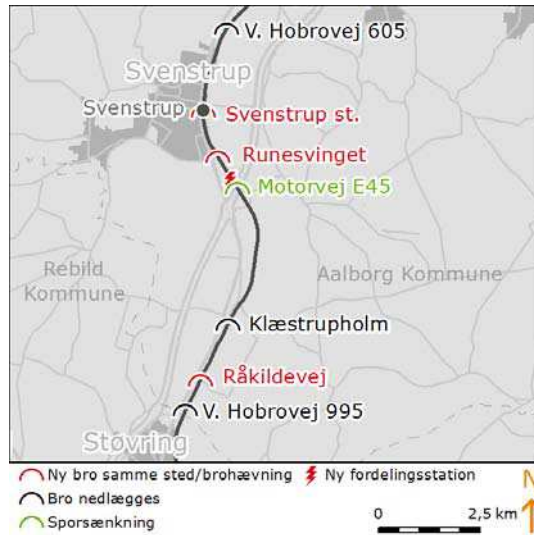 V. Hobrovej 605
Svenstrup
Svenstrup
Svenstrup st.
Runesvinget
Motorvej E45
Rebild
Kommune
Aalborg Kommune
Klæstrupholm
Råkildevej
V. Hobrovej 995
Støvring
Ny bro samme sted/brohævning
Ny fordelingsstation
Bro nedlægges
Sporsænkning
0
2,5 km
N